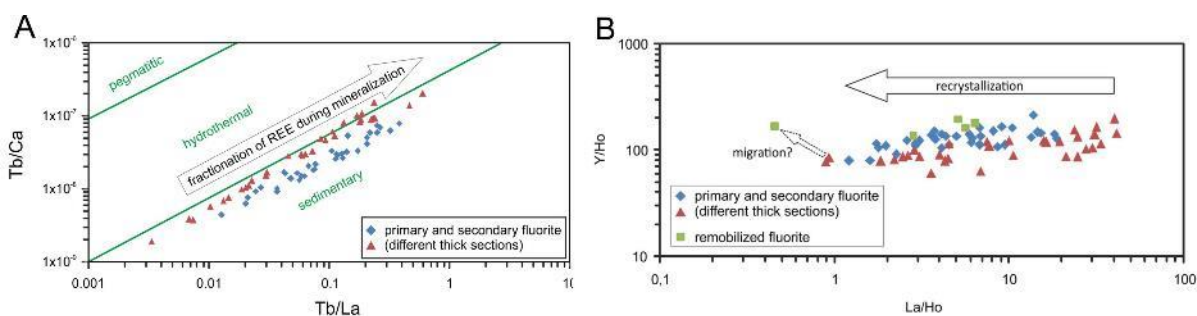 A
Tb/Ca
1x10⁻⁶
1x10⁻⁷
1x10⁻⁸
1x10⁻⁹
pegmatitic
hydrothermal
fractionation of REE during mineralization
sedimentary
primary and secondary fluorite
(different thick sections)
0.001 0.01 0.1 1 10
Tb/La
B
Y/Ho
1000
100
10
recrystallization
migration?
primary and secondary fluorite
(different thick sections)
remobilized fluorite
0,1 1 10 100
La/Ho